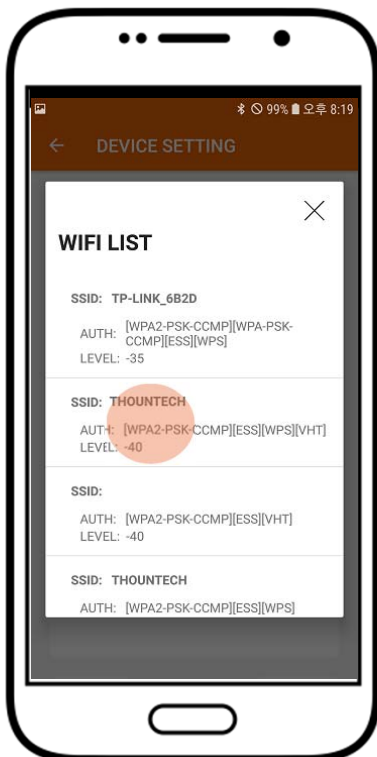 99% 오후 8:19
DEVICE SETTING
WIFI LIST
SSID: TP-LINK_6B2D
AUTH: [WPA2-PSK-CCMP][WPA-PSK-
CCMP][ESS][WPS]
LEVEL: -35
SSID: THOUNTECH
AUTH: [WPA2-PSK-CCMP][ESS][WPS][VHT]
LEVEL: -40
SSID:
AUTH: [WPA2-PSK-CCMP][ESS][VHT]
LEVEL: -40
SSID: THOUNTECH
AUTH: [WPA2-PSK-CCMP][ESS][WPS]